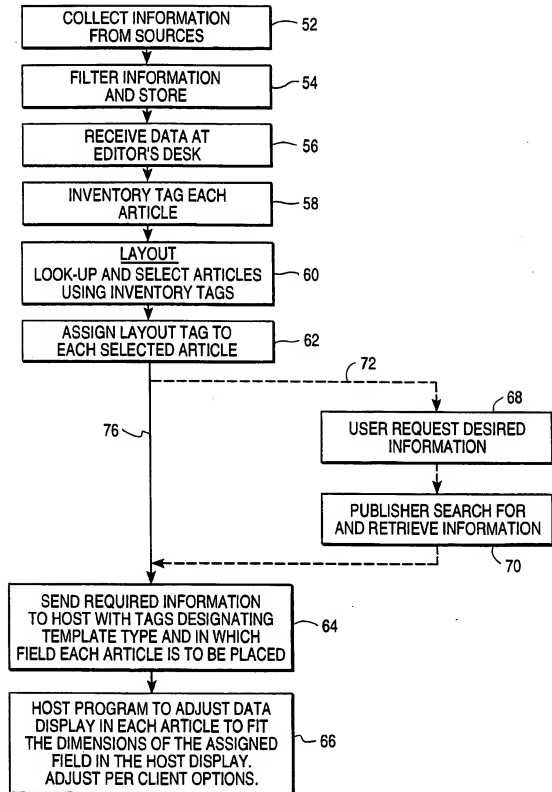 COLLECT INFORMATION
FROM SOURCES
52
FILTER INFORMATION
AND STORE
54
RECEIVE DATA AT
EDITOR'S DESK
56
INVENTORY TAG EACH
ARTICLE
58
LAYOUT
LOOK-UP AND SELECT ARTICLES
USING INVENTORY TAGS
60
ASSIGN LAYOUT TAG TO
EACH SELECTED ARTICLE
62
72
76
68
USER REQUEST DESIRED
INFORMATION
PUBLISHER SEARCH FOR
AND RETRIEVE INFORMATION
70
SEND REQUIRED INFORMATION
TO HOST WITH TAGS DESIGNATING
TEMPLATE TYPE AND IN WHICH
FIELD EACH ARTICLE IS TO BE PLACED
64
HOST PROGRAM TO ADJUST DATA
DISPLAY IN EACH ARTICLE TO FIT
THE DIMENSIONS OF THE ASSIGNED
FIELD IN THE HOST DISPLAY.
ADJUST PER CLIENT OPTIONS.
66